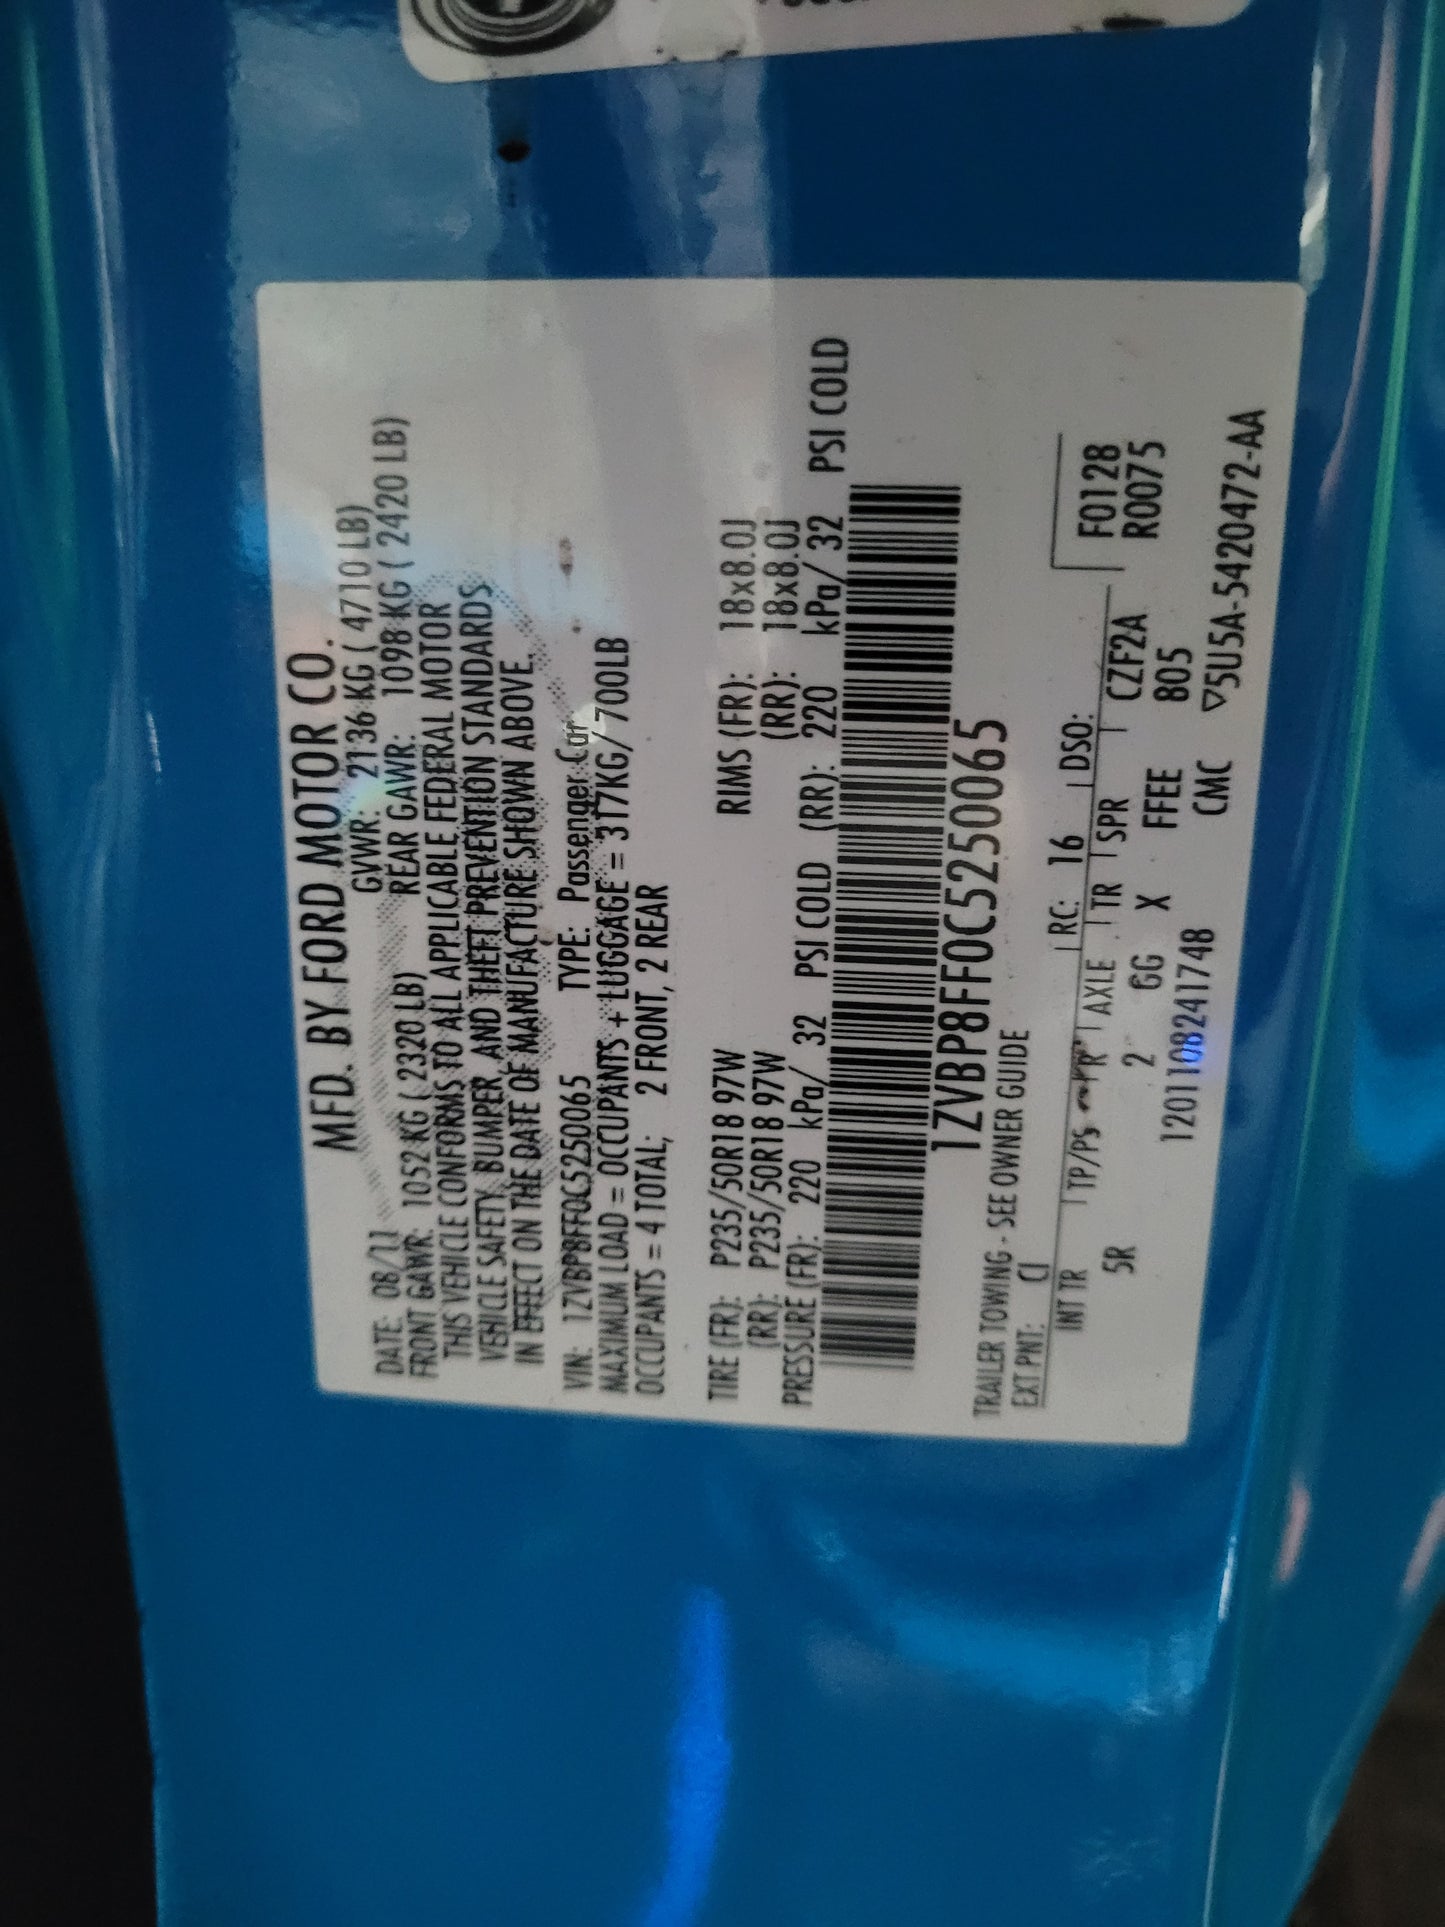 MFD. BY FORD MOTOR CO.
DATE: 08/11 GVWR: 2136 KG ( 4710 LB)
FRONT GAWR: 1052 KG ( 2320 LB) REAR GAWR: 1098 KG ( 2420 LB)
THIS VEHICLE CONFORMS TO ALL APPLICABLE FEDERAL MOTOR
VEHICLE SAFETY, BUMPER, AND THEFT PREVENTION STANDARDS
IN EFFECT ON THE DATE OF MANUFACTURE SHOWN ABOVE.
VIN: 1ZVBP8FF0C5250065 TYPE: Passenger Car
MAXIMUM LOAD = OCCUPANTS + LUGGAGE = 317KG/ 700LB
OCCUPANTS = 4 TOTAL; 2 FRONT, 2 REAR
TIRE (FR): P235/50R18 97W RIMS (FR): 18x8.0J
(RR): P235/50R18 97W (RR): 18x8.0J
PRESSURE (FR): 220 kPa/ 32 PSI COLD (RR): 220 kPa/ 32 PSI COLD
1ZVBP8FF0C5250065
TRAILER TOWING - SEE OWNER GUIDE
EXT PNT: CI RC: 16 DSO:
INT TR TP/PS R AXLE TR SPR CZF2A F0128
5R 2 GG X FFEE 805 R0075
1201108241748 CMC ▽5U5A-5420472-AA